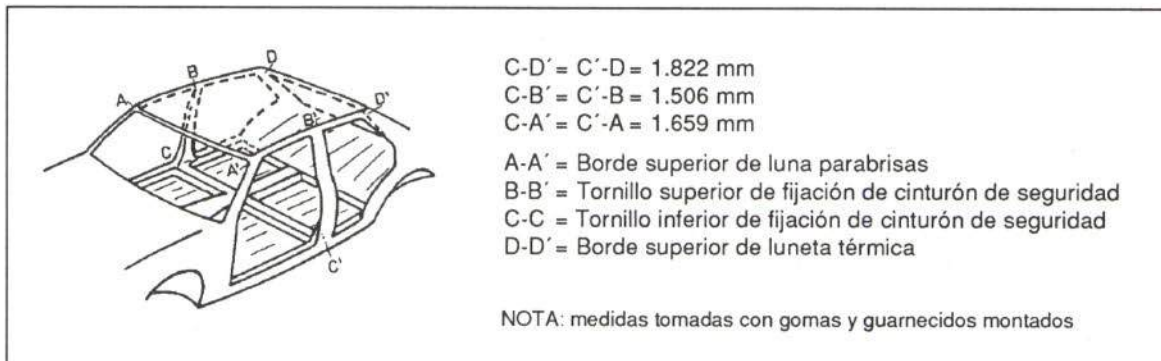 D
B
A
D'
B'
C
A'
C'
C-D´= C´-D = 1.822 mm
C-B´= C´-B = 1.506 mm
C-A´= C´-A = 1.659 mm
A-A´ = Borde superior de luna parabrisas
B-B´ = Tornillo superior de fijación de cinturón de seguridad
C-C = Tornillo inferior de fijación de cinturón de seguridad
D-D´ = Borde superior de luneta térmica
NOTA: medidas tomadas con gomas y guarnecidos montados